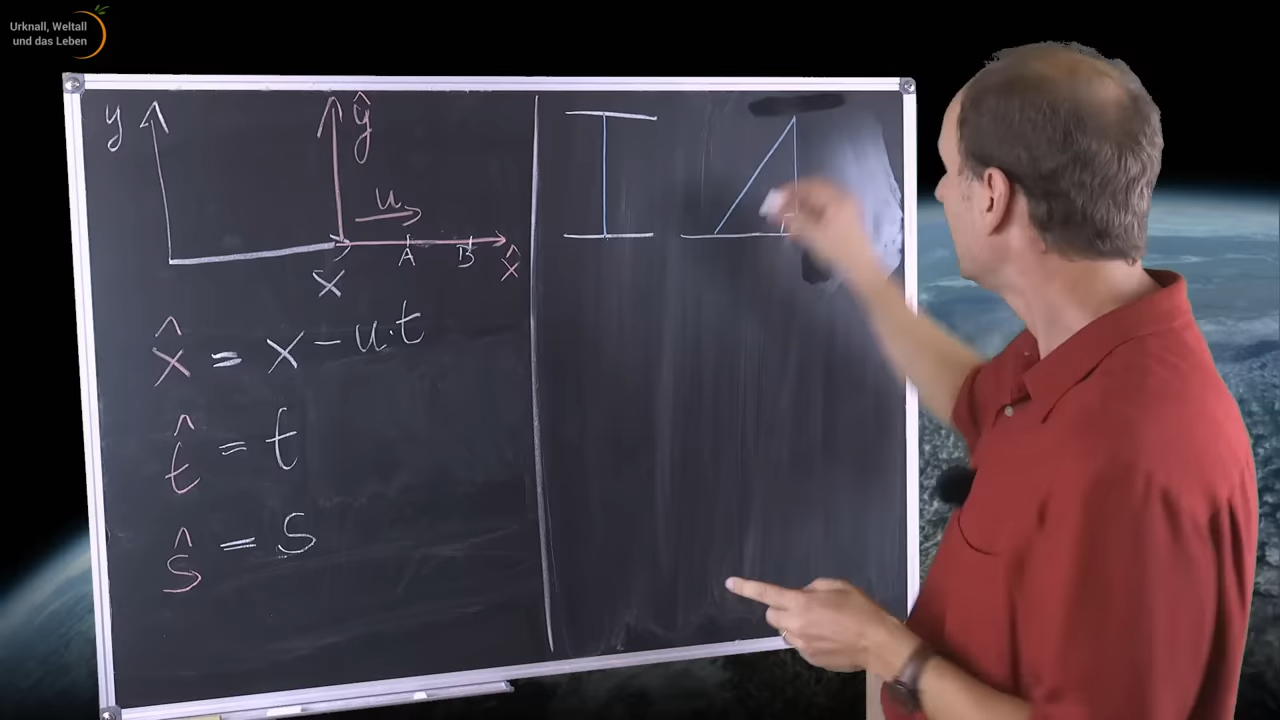 Urknall, Weltall
und das Leben
y
ŷ
u
x
A
B
x̂
x̂ = x - u·t
t̂ = t
ŝ = s